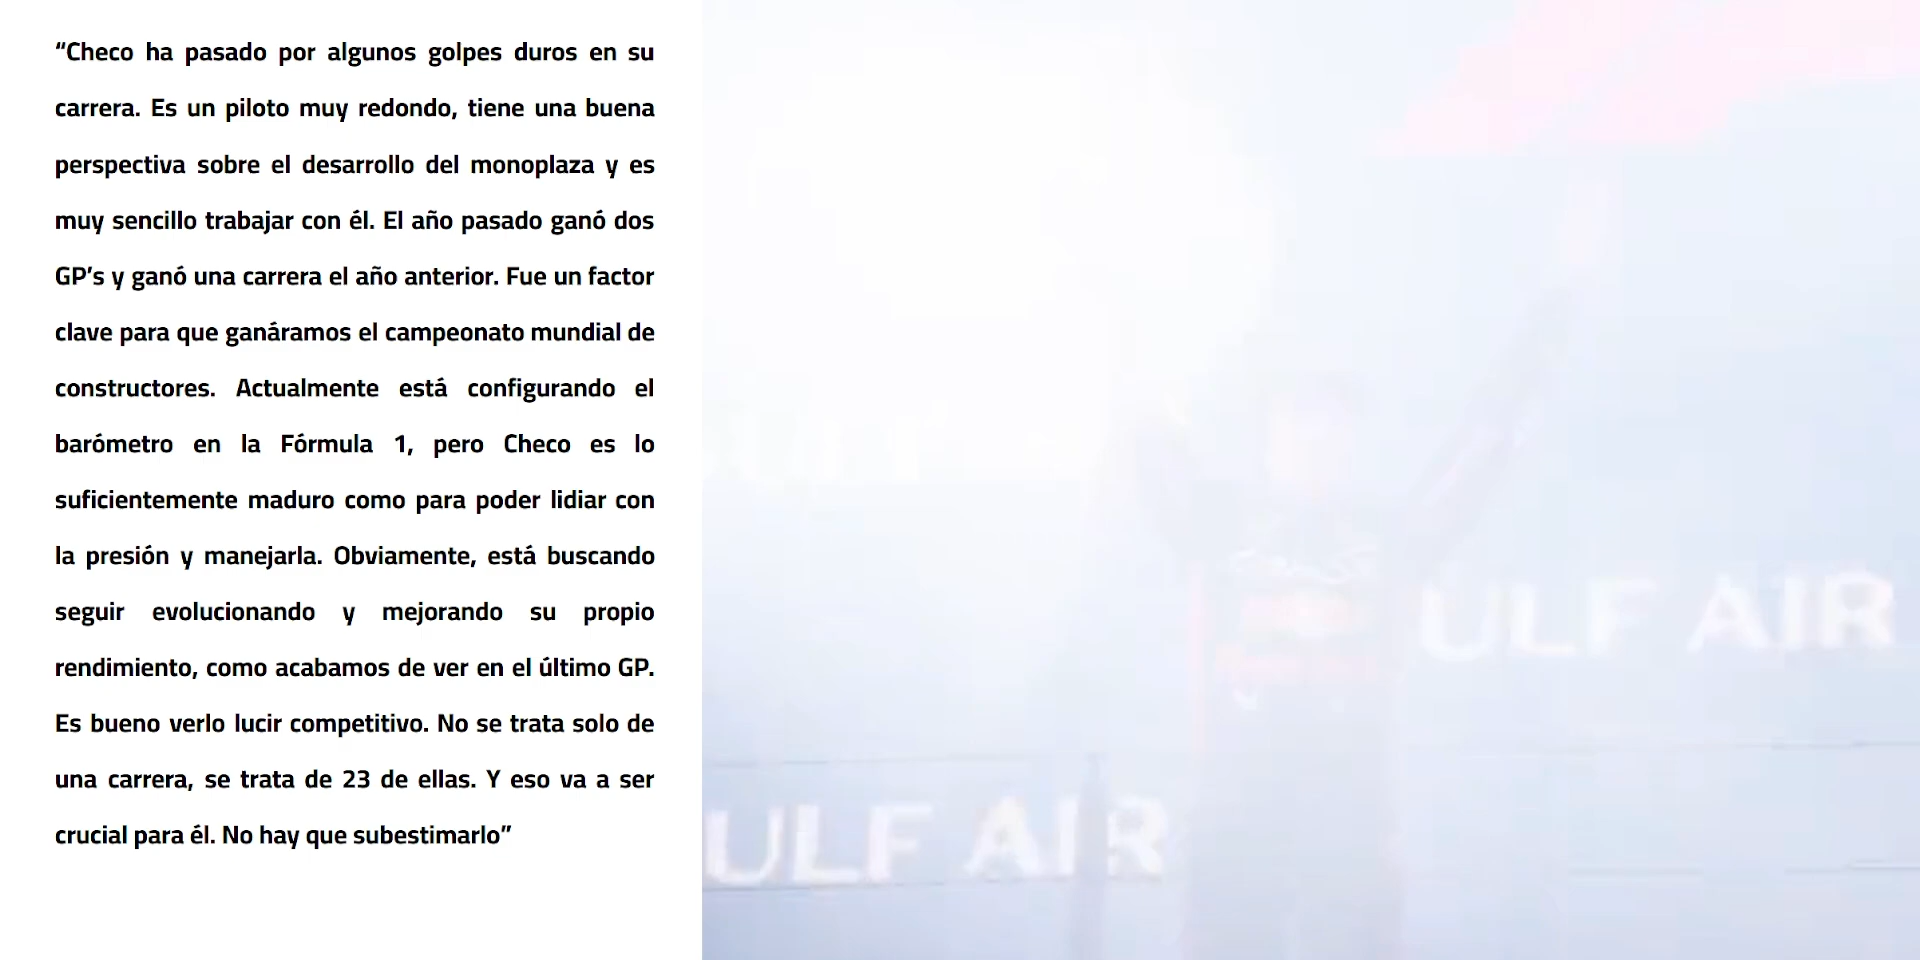 “Checo ha pasado por algunos golpes duros en su
carrera. Es un piloto muy redondo, tiene una buena
perspectiva sobre el desarrollo del monoplaza y es
muy sencillo trabajar con él. El año pasado ganó dos
GP’s y ganó una carrera el año anterior. Fue un factor
clave para que ganáramos el campeonato mundial de
constructores. Actualmente está configurando el
barómetro en la Fórmula 1, pero Checo es lo
suficientemente maduro como para poder lidiar con
la presión y manejarla. Obviamente, está buscando
seguir evolucionando y mejorando su propio
rendimiento, como acabamos de ver en el último GP.
Es bueno verlo lucir competitivo. No se trata solo de
una carrera, se trata de 23 de ellas. Y eso va a ser
crucial para él. No hay que subestimarlo”
ULF AIR
ULF AIR